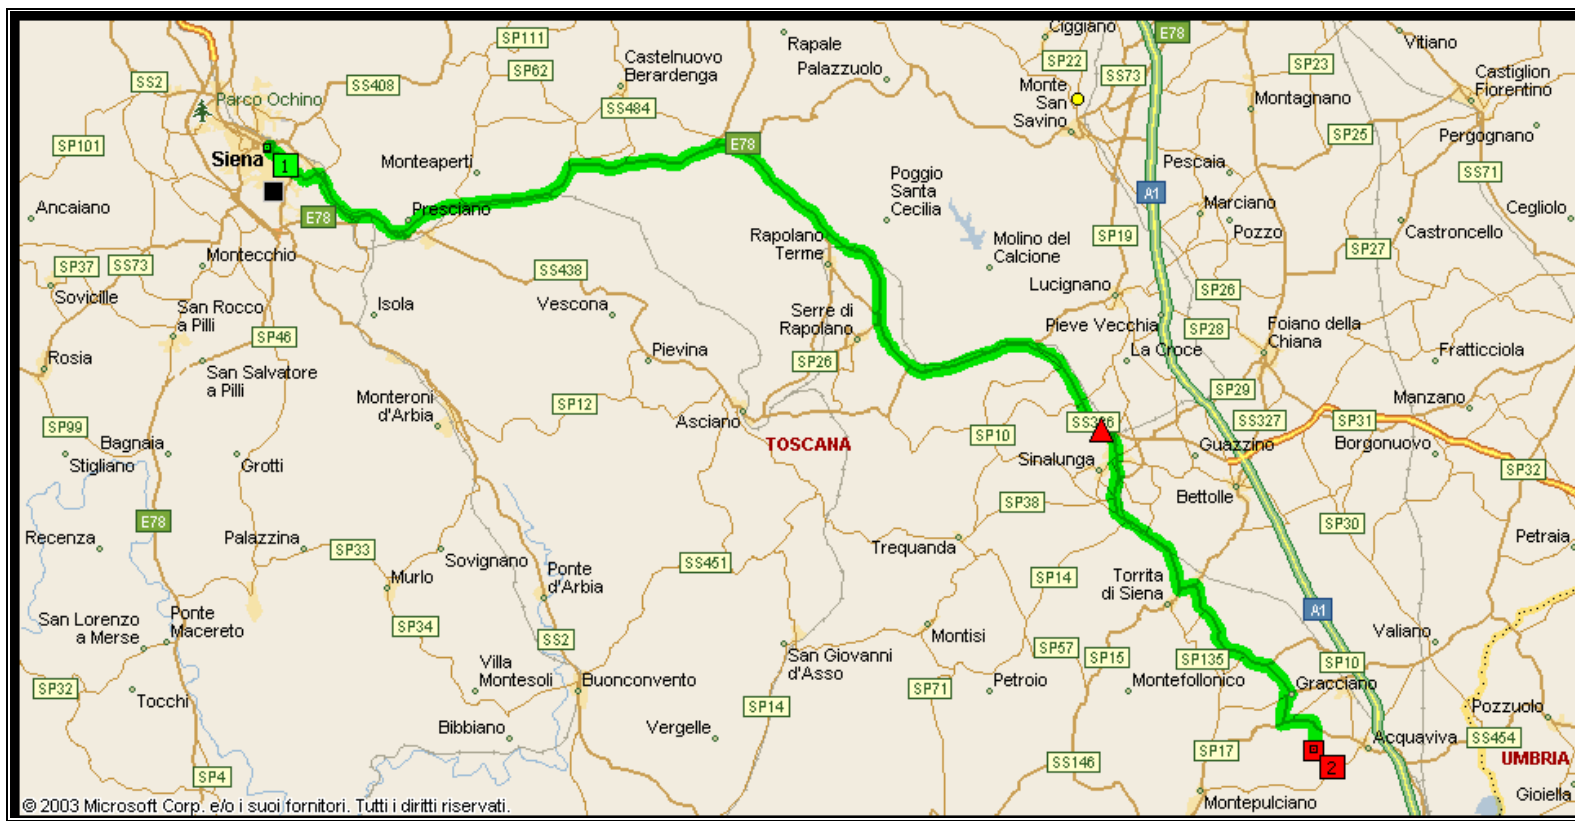 Ciggiano
E78
SP111
Rapale
Vitiano
Castelnuovo
Berardenga
SP62
Palazzuolo
SP22
SS73
SP23
Castiglion
Fiorentino
SS2
SS408
Monte
San
Savino
Parco Ochino
SS484
Montagnano
SP101
SP25
Pergognano
Siena
1
Monteaperti
E78
Pescaia
SS71
Poggio
Santa
Cecilia
A1
Ancaiano
E78
Presciano
Marciano
Cegliolo
Pozzo
Castroncello
Rapolano
Terme
Molino del
Calcione
SP19
SP27
Montecchio
SP37
SS73
SS438
Lucignano
SP26
Sovicille
San Rocco
a Pilli
Isola
Vescona
Serre di
Rapolano
Pieve Vecchia
SP28
Foiano della
Chiana
SP46
Rosia
Pievina
SP26
La Croce
Fratticciola
San Salvatore
a Pilli
SP29
Monteroni
d'Arbia
SP12
Manzano
Asciano
SS327
SP31
SP99
Bagnaia
TOSCANA
SP10
Guazzino
Borgonuovo
Stigliano
Grotti
Sinalunga
SP32
Bettolle
SP38
E78
SP30
Recenza
Palazzina
SP33
Sovignano
Trequanda
Petraia
Ponte
d'Arbia
SS451
SP14
Torrita
di Siena
Murlo
A1
San Lorenzo
a Merse
Ponte
Macereto
SP34
SS2
Montisi
Valiano
San Giovanni
d'Asso
SP57
SP15
SP135
SP10
Villa
Montesoli
SP32
Tocchi
Buonconvento
SP71
Petroio
Montefollonico
Gracciano
SP14
Pozzuolo
Bibbiano
Vergelle
Acquaviva
SS454
SP17
UMBRIA
SS146
2
SP4
Gioiella
Montepulciano
© 2003 Microsoft Corp. e/o i suoi fornitori. Tutti i diritti riservati.